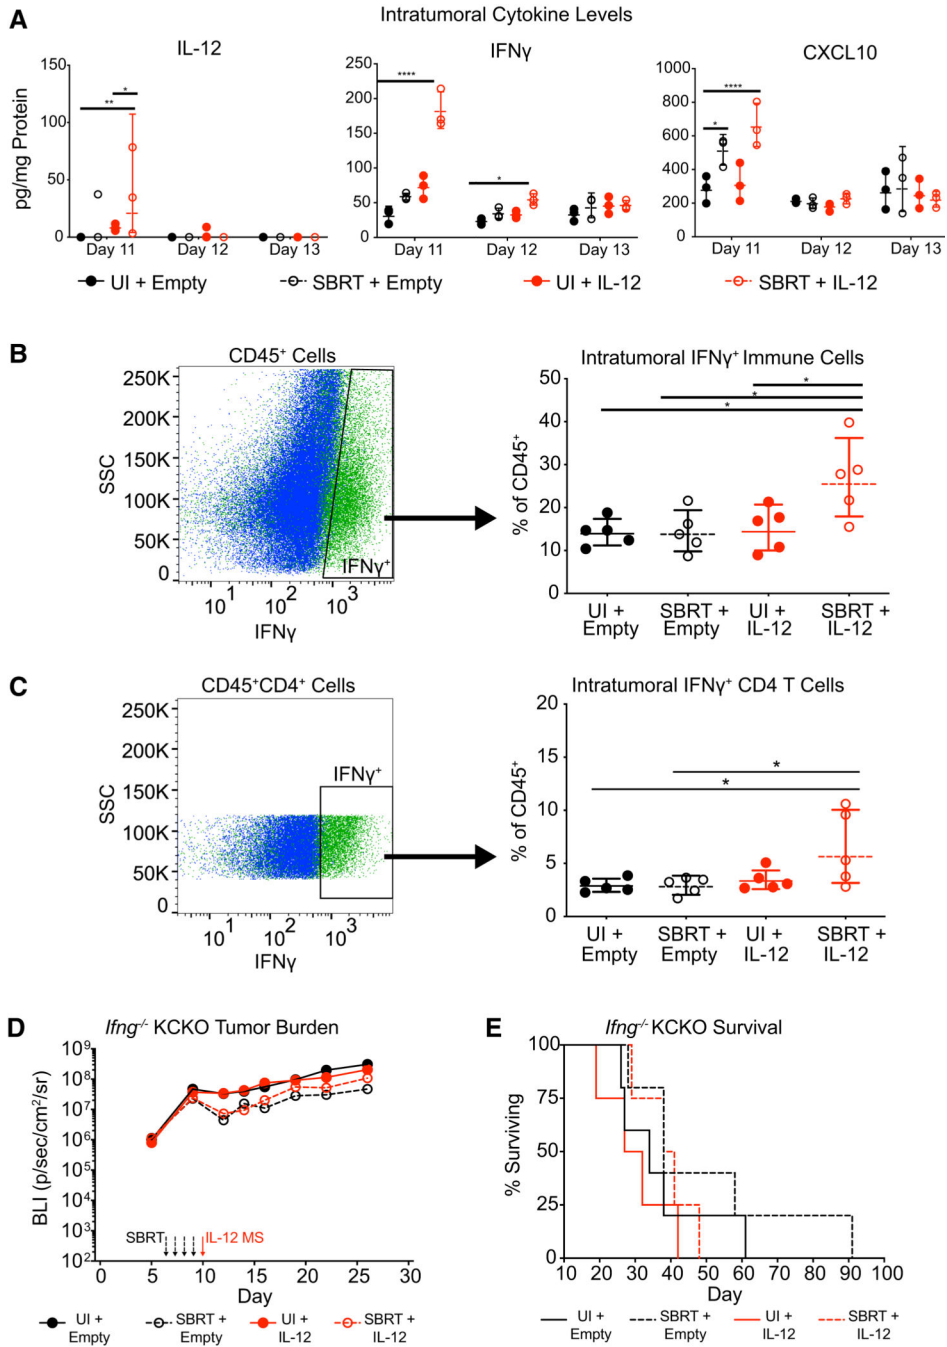 A
Intratumoral Cytokine Levels
IL-12
IFNγ
CXCL10
pg/mg Protein
150
100
50
0
250
200
150
100
50
0
1000
800
600
400
200
0
**
*
****
*
*
****
Day 11
Day 12
Day 13
Day 11
Day 12
Day 13
Day 11
Day 12
Day 13
UI + Empty
SBRT + Empty
UI + IL-12
SBRT + IL-12
B
CD45⁺ Cells
SSC
250K
200K
150K
100K
50K
0
IFNγ⁺
10¹
10²
10³
IFNγ
Intratumoral IFNγ⁺ Immune Cells
% of CD45⁺
50
40
30
20
10
0
*
*
*
UI +
Empty
SBRT +
Empty
UI +
IL-12
SBRT +
IL-12
C
CD45⁺CD4⁺ Cells
SSC
250K
200K
150K
100K
50K
0
IFNγ⁺
10¹
10²
10³
IFNγ
Intratumoral IFNγ⁺ CD4 T Cells
% of CD45⁺
20
15
10
5
0
*
*
UI +
Empty
SBRT +
Empty
UI +
IL-12
SBRT +
IL-12
D
Ifng⁻/⁻ KCKO Tumor Burden
BLI (p/sec/cm²/sr)
10⁹
10⁸
10⁷
10⁶
10⁵
10⁴
10³
10²
SBRT
IL-12 MS
0
5
10
15
20
25
30
Day
UI +
Empty
SBRT +
Empty
UI +
IL-12
SBRT +
IL-12
E
Ifng⁻/⁻ KCKO Survival
% Surviving
100
75
50
25
0
10
20
30
40
50
60
70
80
90
100
Day
UI +
Empty
SBRT +
Empty
UI +
IL-12
SBRT +
IL-12